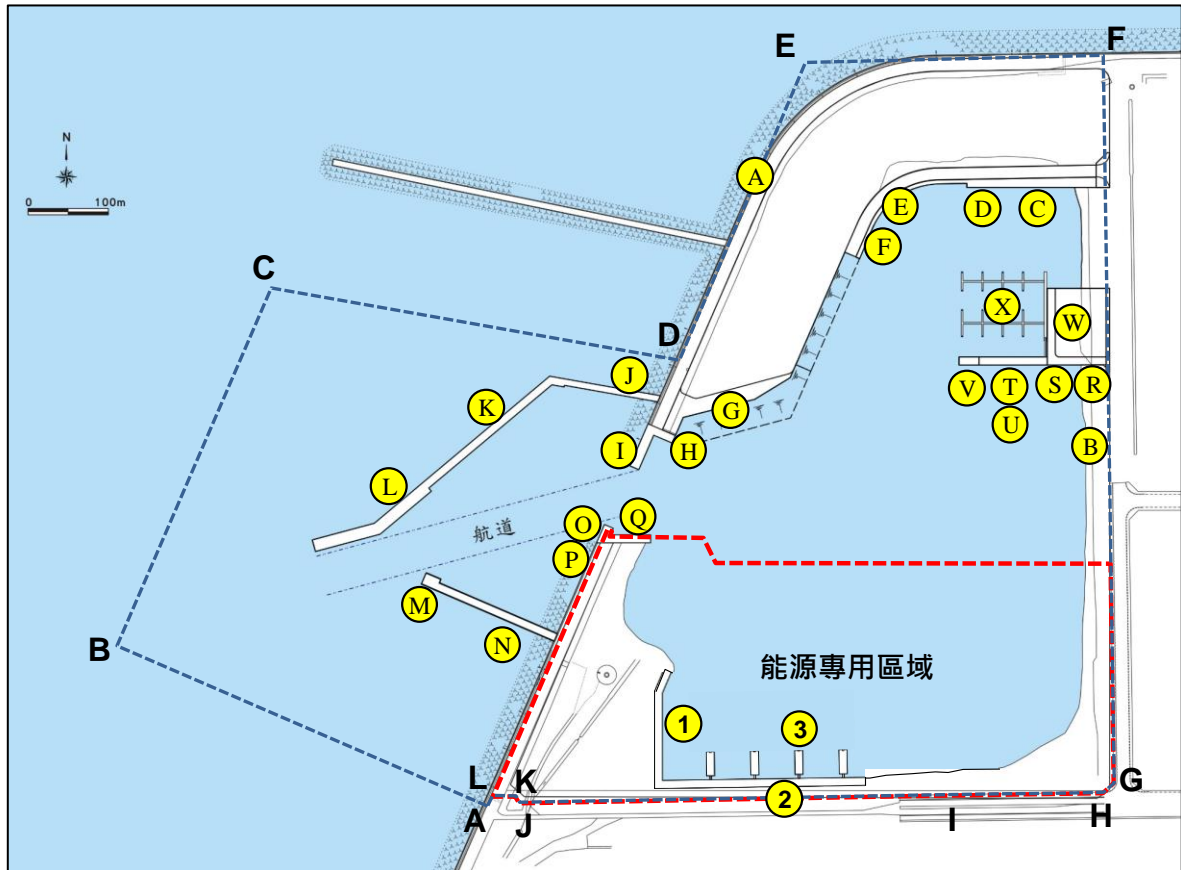 E
F
N
0 100m
A
E
D
C
F
C
X
W
D
J
V
T
S
R
K
G
U
I
H
B
L
航道
O
Q
P
M
N
B
能源專用區域
1
3
L
K
G
2
A
J
I
H